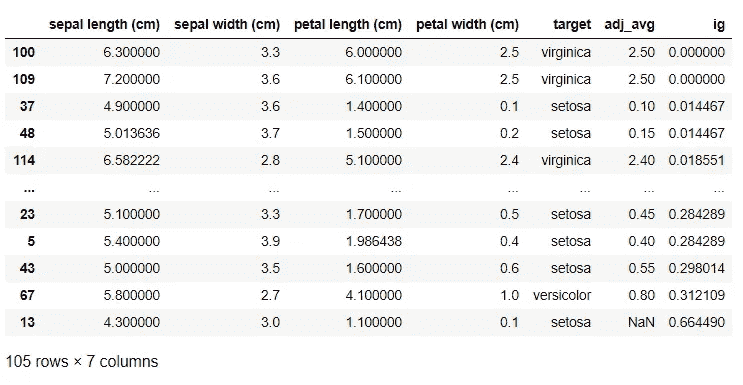 sepal length (cm) sepal width (cm) petal length (cm) petal width (cm) target adj_avg ig
100 6.300000 3.3 6.000000 2.5 virginica 2.50 0.000000
109 7.200000 3.6 6.100000 2.5 virginica 2.50 0.000000
37 4.900000 3.6 1.400000 0.1 setosa 0.10 0.014467
48 5.013636 3.7 1.500000 0.2 setosa 0.15 0.014467
114 6.582222 2.8 5.100000 2.4 virginica 2.40 0.018551
... ... ... ... ... ... ... ...
23 5.100000 3.3 1.700000 0.5 setosa 0.45 0.284289
5 5.400000 3.9 1.986438 0.4 setosa 0.40 0.284289
43 5.000000 3.5 1.600000 0.6 setosa 0.55 0.298014
67 5.800000 2.7 4.100000 1.0 versicolor 0.80 0.312109
13 4.300000 3.0 1.100000 0.1 setosa NaN 0.664490
105 rows × 7 columns